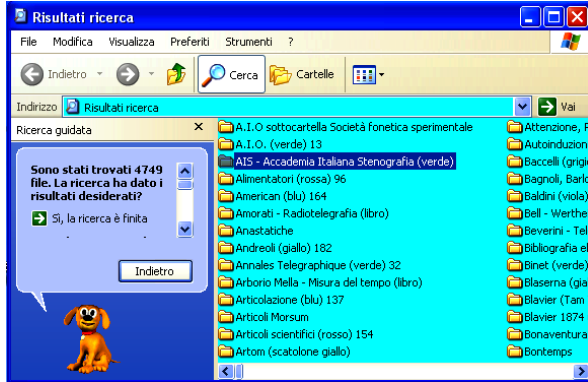 Risultati ricerca
File Modifica Visualizza Preferiti Strumenti ?
Indietro Cerca Cartelle
Indirizzo Risultati ricerca Vai
Ricerca guidata
Sono stati trovati 4749
file. La ricerca ha dato i
risultati desiderati?
Sì, la ricerca è finita
Indietro
A.I.O sottocartella Società fonetica sperimentale
A.I.O. (verde) 13
AIS - Accademia Italiana Stenografia (verde)
Alimentatori (rossa) 96
American (blu) 164
Amorati - Radiotelegrafia (libro)
Anastatiche
Andreoli (giallo) 182
Annales Telegraphique (verde) 32
Arborio Mella - Misura del tempo (libro)
Articolazione (blu) 137
Articoli Morsum
Articoli scientifici (rosso) 154
Artom (scatolone giallo)
Attenzione,
Autoinduzion
Baccelli (grigi
Bagnoli, Barlo
Baldini (viola)
Bell - Werthe
Beverini - Tel
Bibliografia el
Binet (verde)
Blaserna (gia
Blavier (Tam
Blavier 1874
Bonaventura
Bontemps